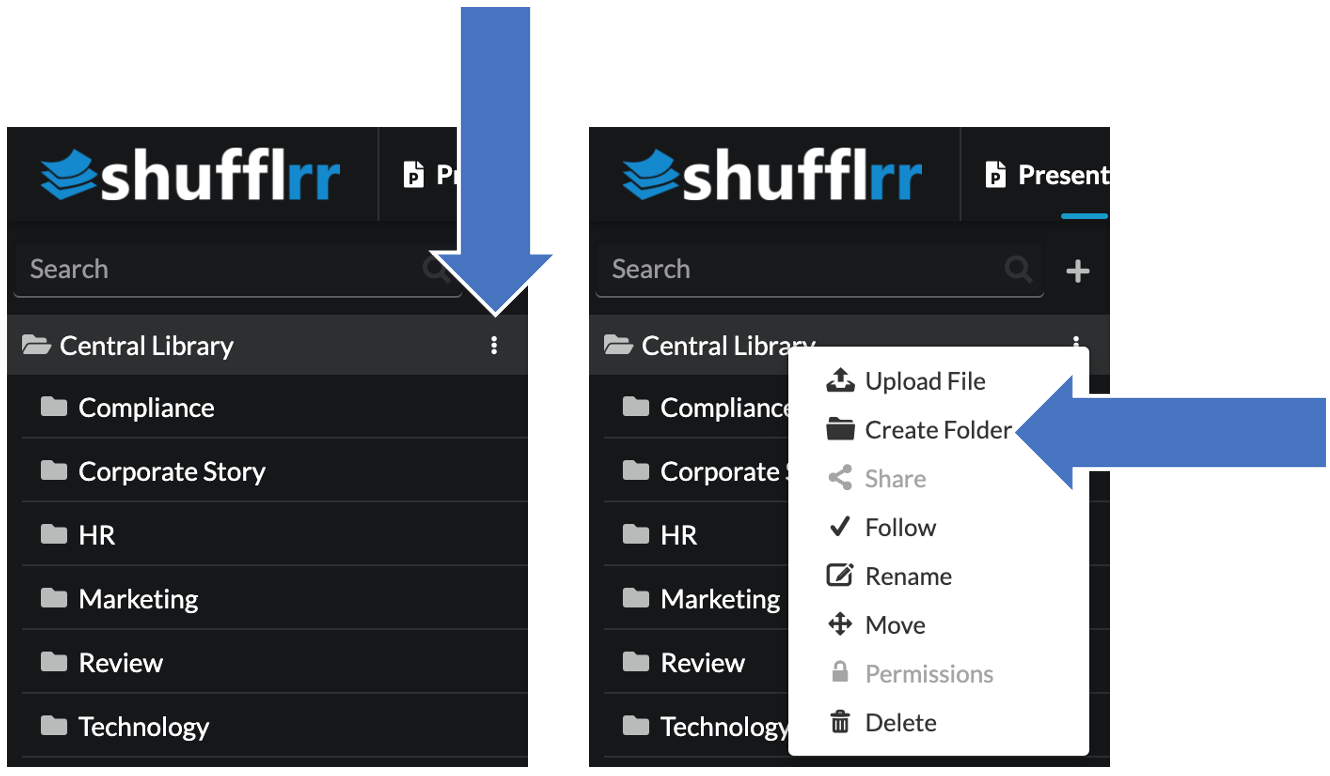 shufflrr
Pr
Search
Central Library
Compliance
Corporate Story
HR
Marketing
Review
Technology
shufflrr
Present
Search
Central Library
Upload File
Compliance
Create Folder
Corporate S
Share
HR
Follow
Marketing
Rename
Review
Move
Permissions
Technology
Delete